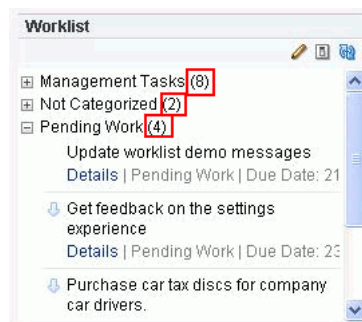 Worklist
Management Tasks (8)
Not Categorized (2)
Pending Work (4)
Update worklist demo messages
Details | Pending Work | Due Date: 21
Get feedback on the settings
experience
Details | Pending Work | Due Date: 23
Purchase car tax discs for company
car drivers.